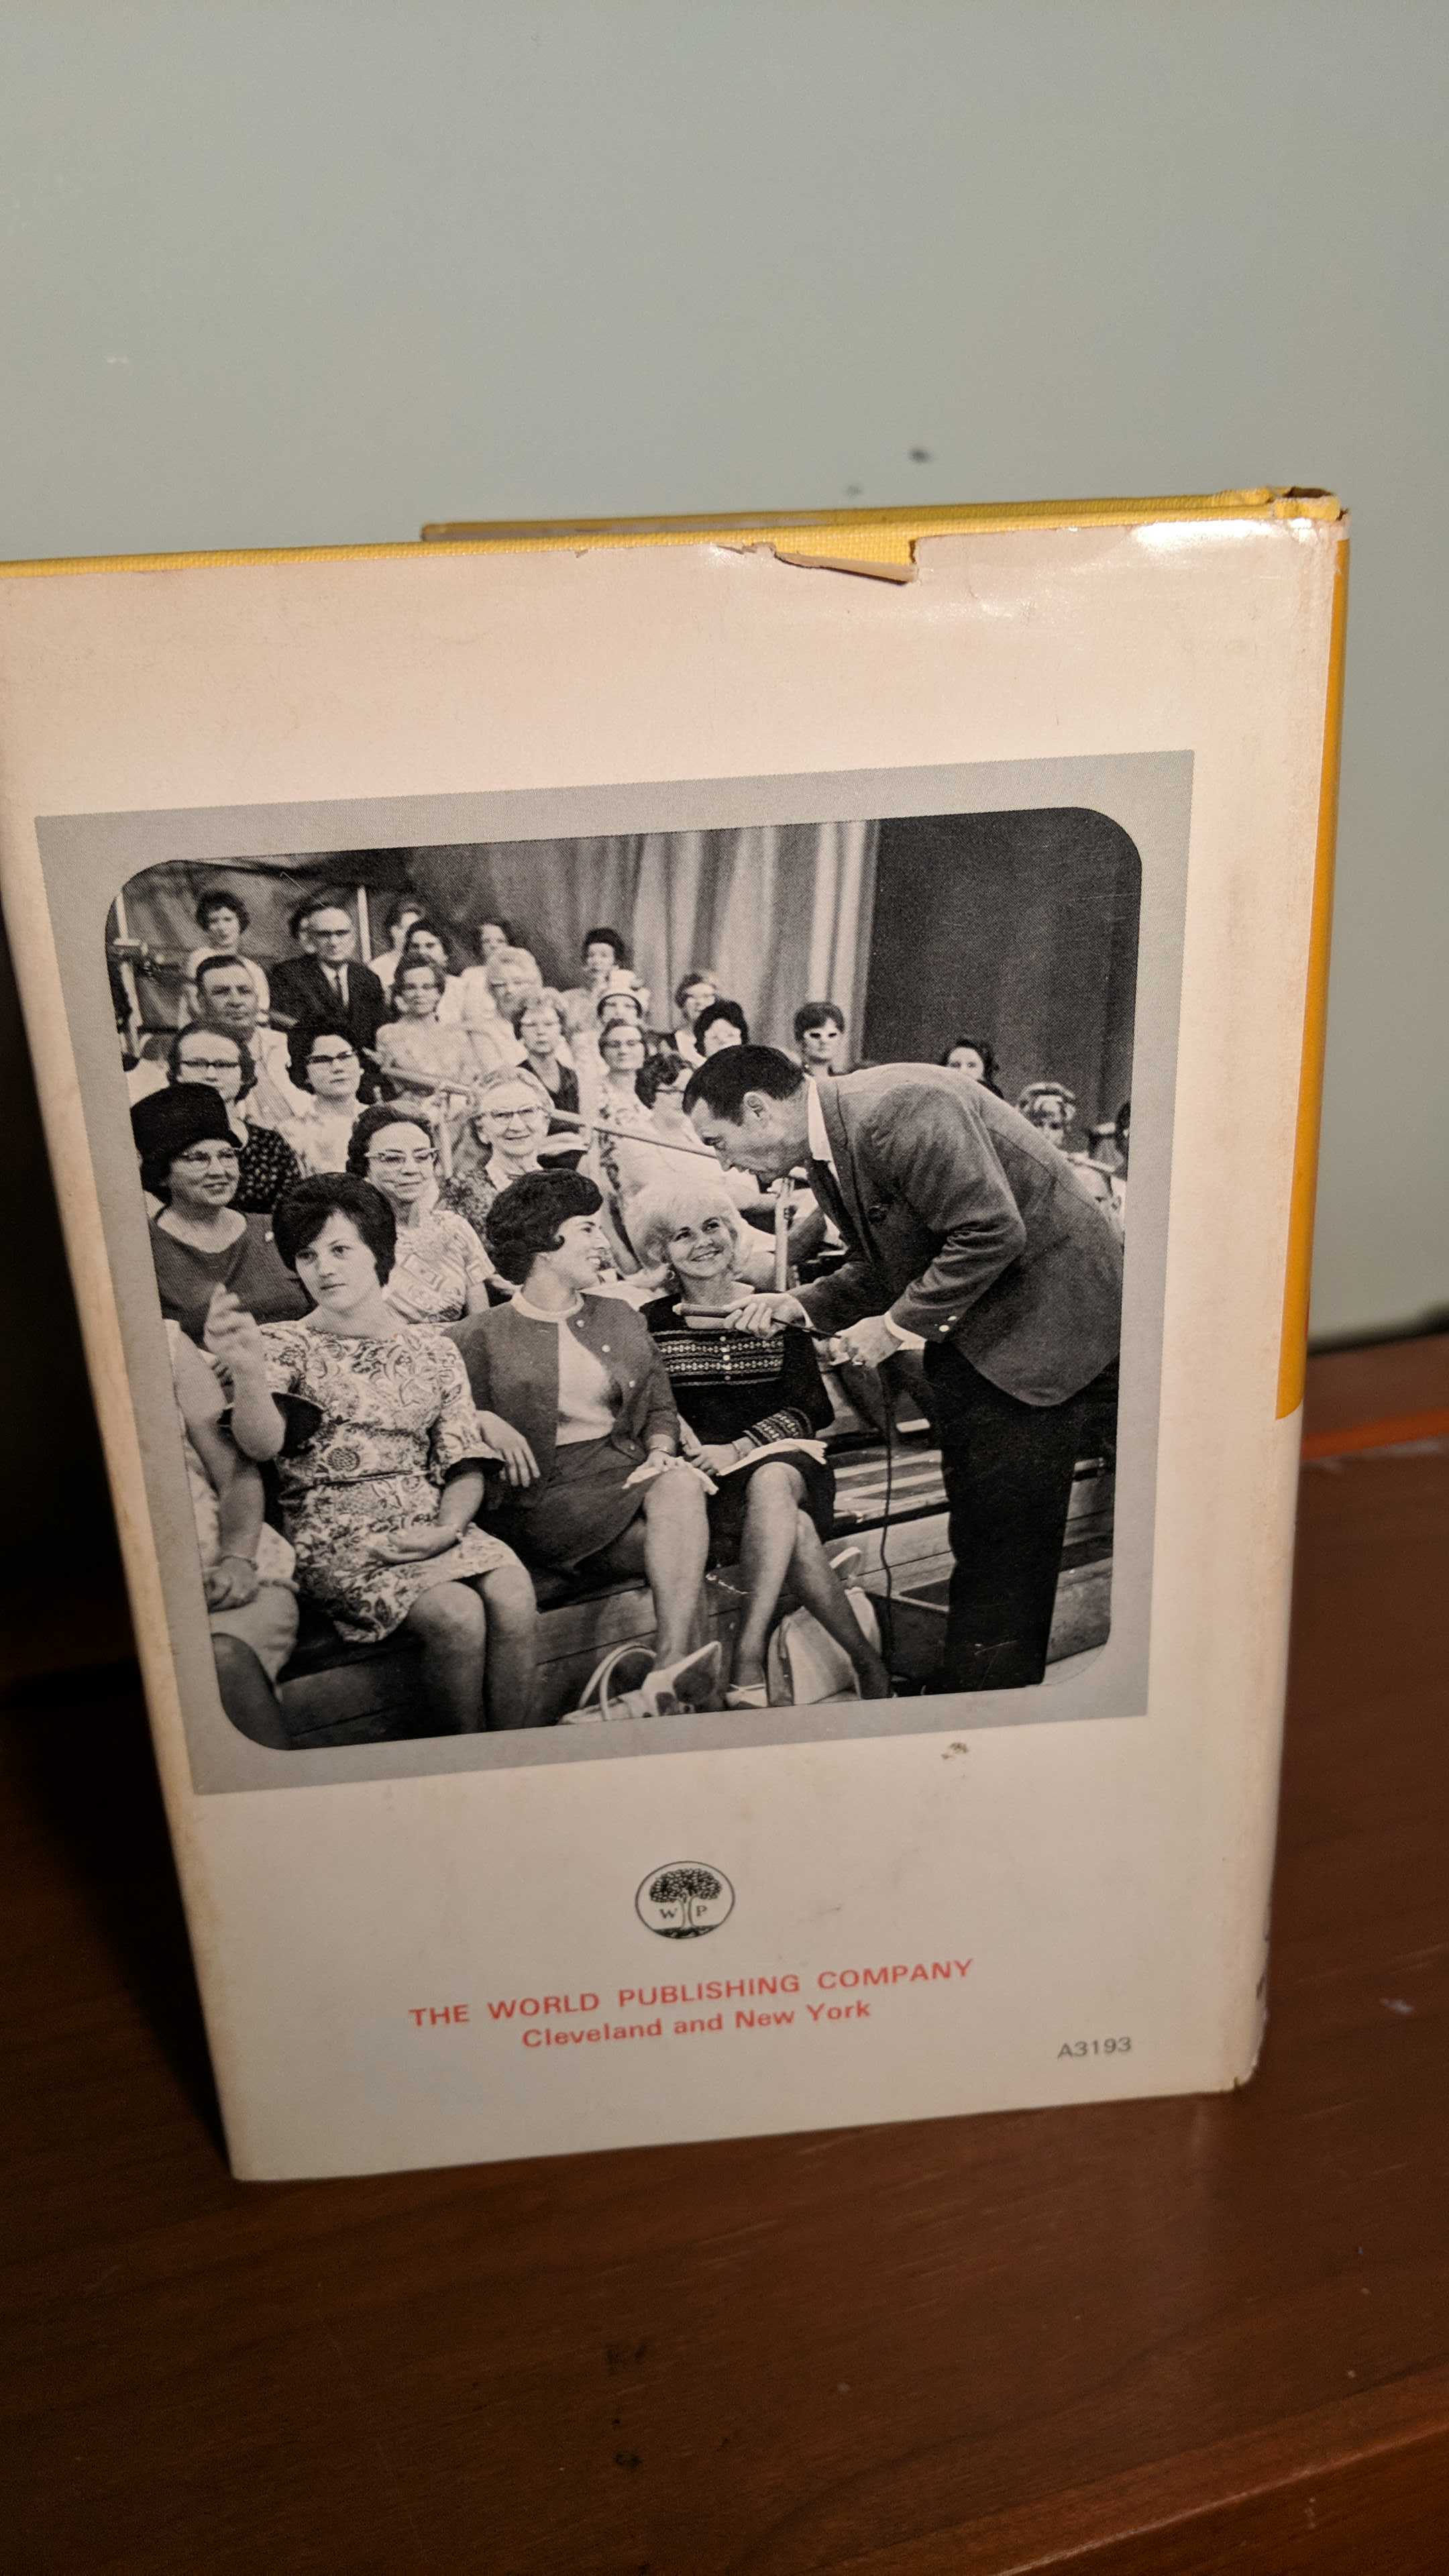 W P
THE WORLD PUBLISHING COMPANY
Cleveland and New York
A3193